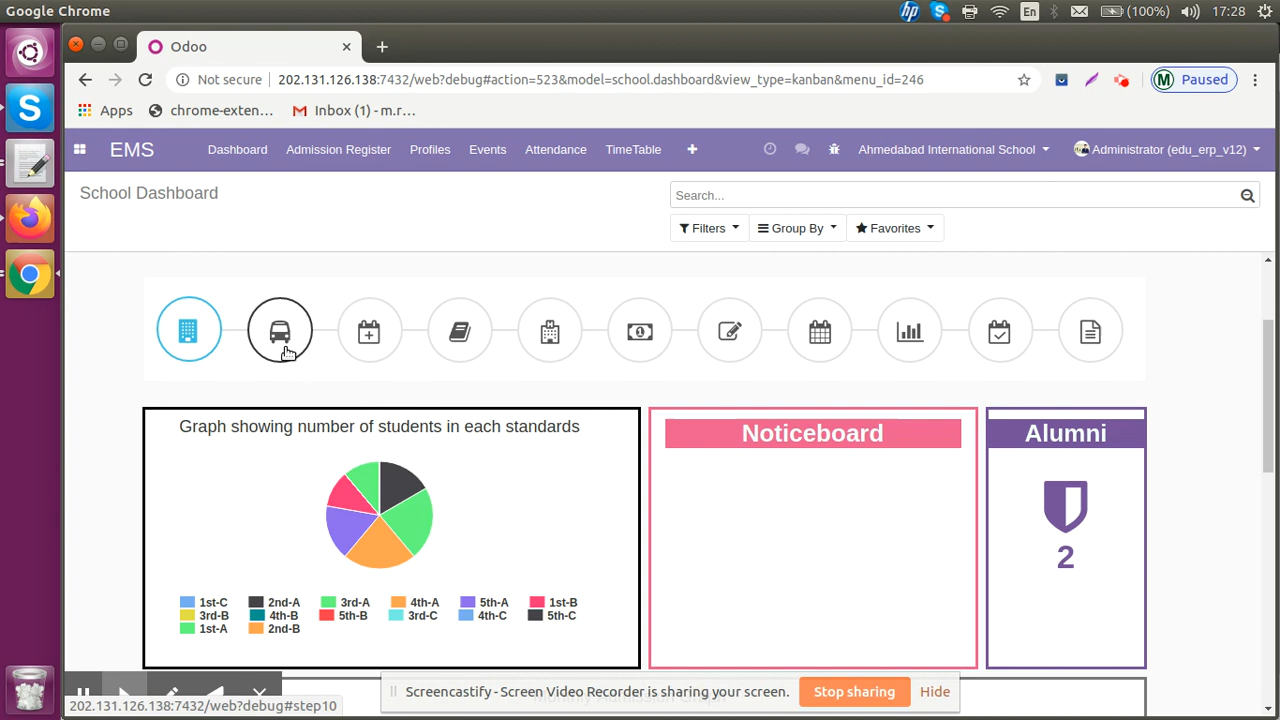 Google Chrome
En
(100%)
17:28
Odoo
Not secure
202.131.126.138:7432/web?debug#action=523&model=school.dashboard&view_type=kanban&menu_id=246
M Paused
Apps
chrome-exten...
Inbox (1) - m.r...
EMS
Dashboard
Admission Register
Profiles
Events
Attendance
TimeTable
Ahmedabad International School
Administrator (edu_erp_v12)
School Dashboard
Search...
Filters
Group By
Favorites
Graph showing number of students in each standards
1st-C 2nd-A 3rd-A 4th-A 5th-A 1st-B
3rd-B 4th-B 5th-B 3rd-C 4th-C 5th-C
1st-A 2nd-B
Noticeboard
Alumni
2
Screencastify - Screen Video Recorder is sharing your screen.
Stop sharing
Hide
202.131.126.138:7432/web?debug#step10